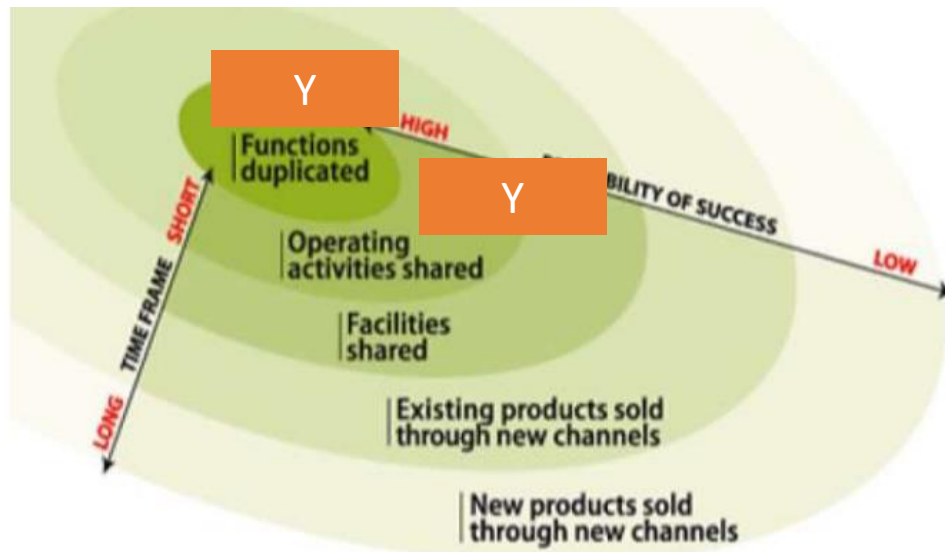 Y
HIGH
Functions
duplicated
Y
BILITY OF SUCCESS
SHORT
Operating
activities shared
LOW
TIME FRAME
Facilities
shared
LONG
Existing products sold
through new channels
New products sold
through new channels